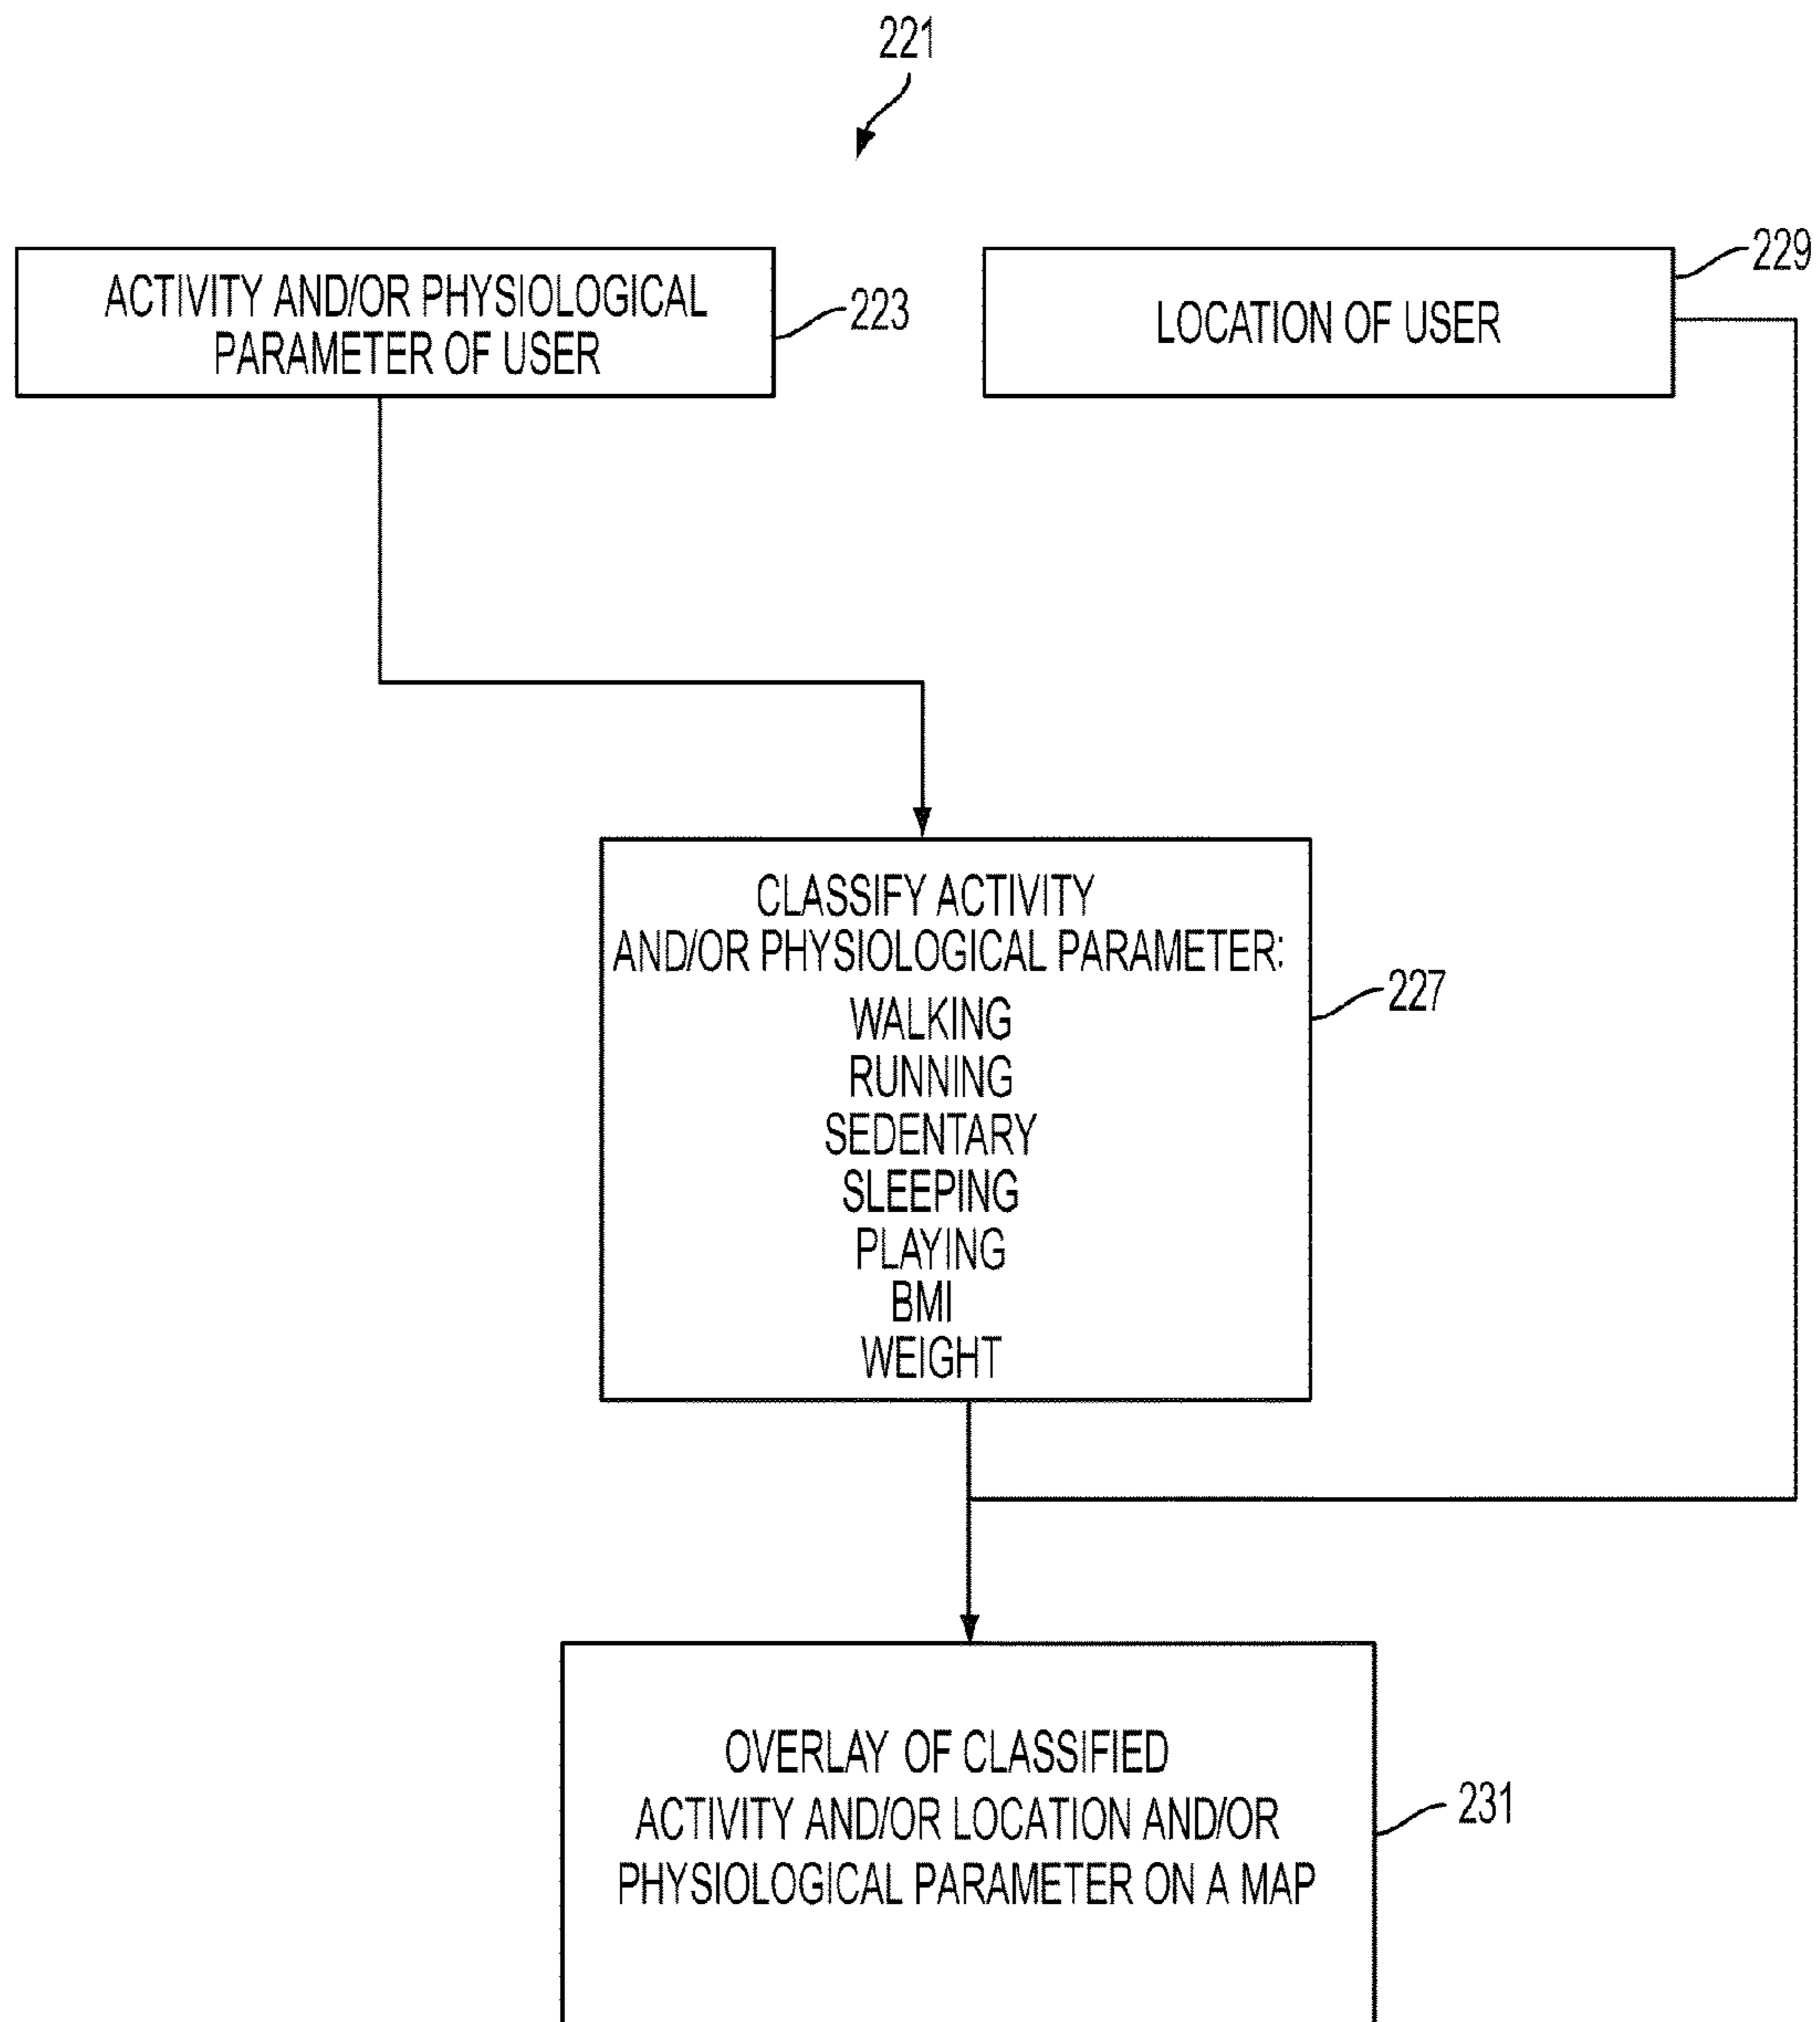 221
ACTIVITY AND/OR PHYSIOLOGICAL
PARAMETER OF USER
223
LOCATION OF USER
229
CLASSIFY ACTIVITY
AND/OR PHYSIOLOGICAL PARAMETER:
WALKING
RUNNING
SEDENTARY
SLEEPING
PLAYING
BMI
WEIGHT
227
OVERLAY OF CLASSIFIED
ACTIVITY AND/OR LOCATION AND/OR
PHYSIOLOGICAL PARAMETER ON A MAP
231